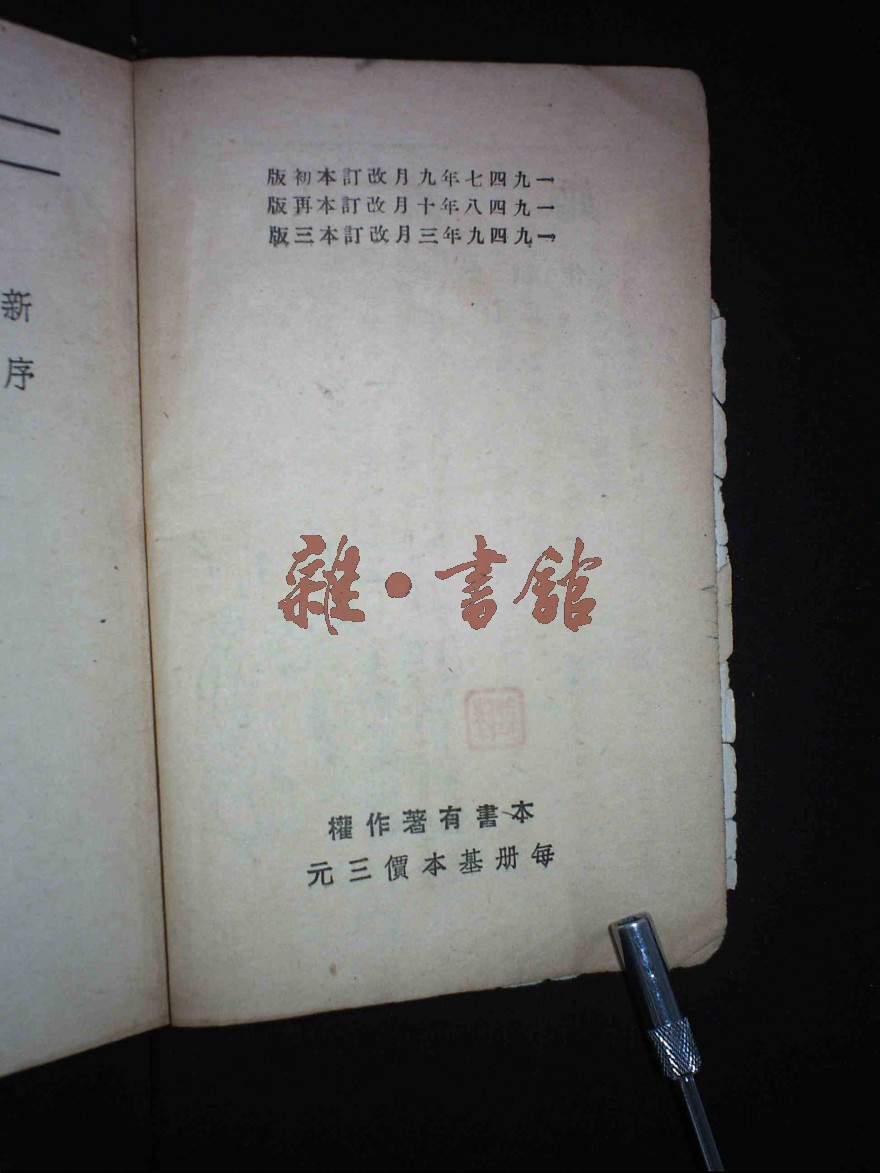 一九四七年九月改訂本初版
一九四八年十月改訂本再版
一九四九年三月改訂本三版
雜·書館
本書有著作權
每册基本價三元
新序